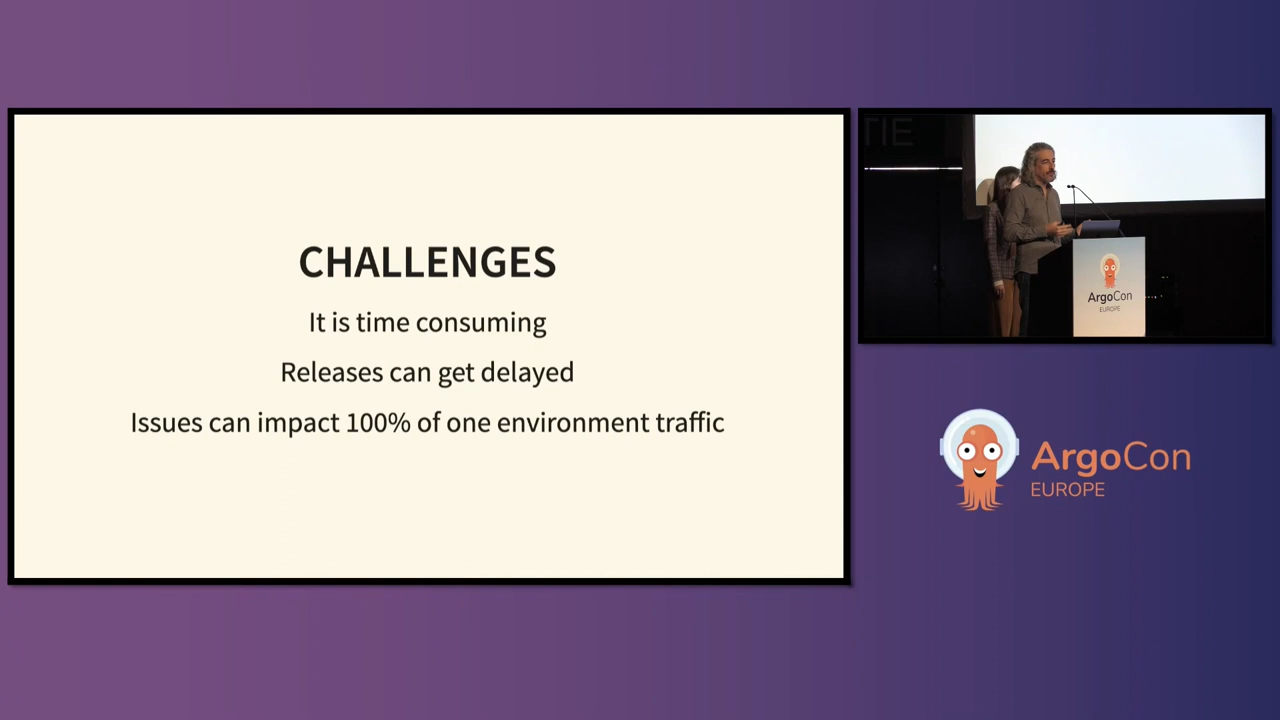 CHALLENGES
It is time consuming
Releases can get delayed
Issues can impact 100% of one environment traffic
TIE
ArgoCon
EUROPE
ArgoCon
EUROPE